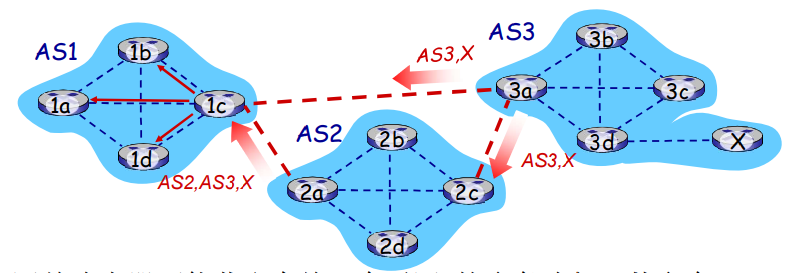 AS1
1b
1a
1c
1d
AS3,X
AS3
3b
3a
3c
3d
X
AS2
2b
2a
2c
2d
AS3,X
AS2,AS3,X